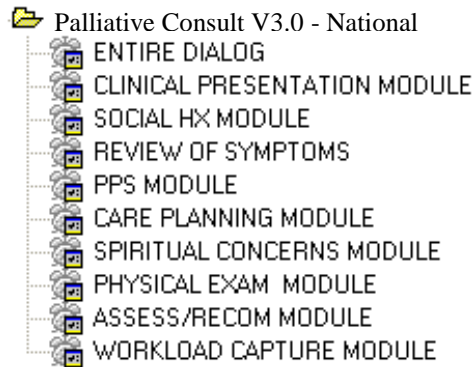 Palliative Consult V3.0 - National
ENTIRE DIALOG
CLINICAL PRESENTATION MODULE
SOCIAL HX MODULE
REVIEW OF SYMPTOMS
PPS MODULE
CARE PLANNING MODULE
SPIRITUAL CONCERNS MODULE
PHYSICAL EXAM  MODULE
ASSESS/RECOM MODULE
WORKLOAD CAPTURE MODULE